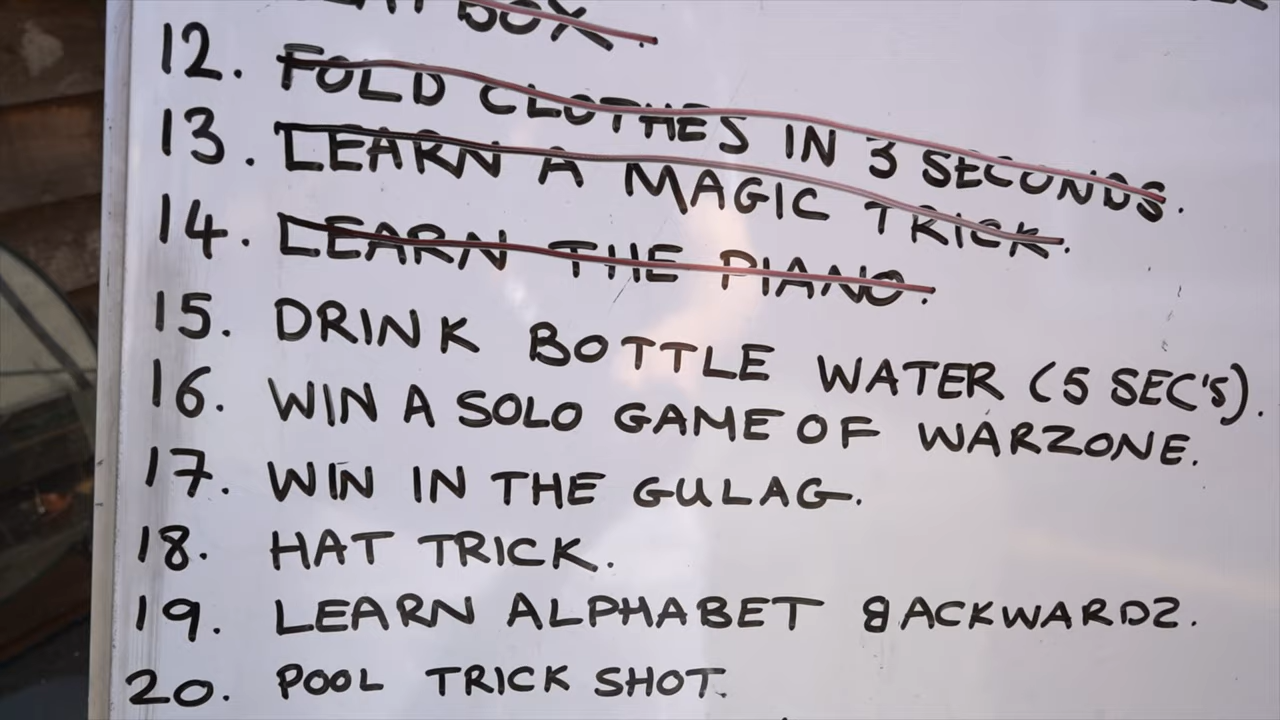 BOX.
12. FOLD CLOTHES IN 3 SECONDS.
13. LEARN A MAGIC TRICK.
14. LEARN THE PIANO.
15. DRINK BOTTLE WATER (5 SEC'S).
16. WIN A SOLO GAME OF WARZONE.
17. WIN IN THE GULAG.
18. HAT TRICK.
19. LEARN ALPHABET BACKWARDS.
20. POOL TRICK SHOT.